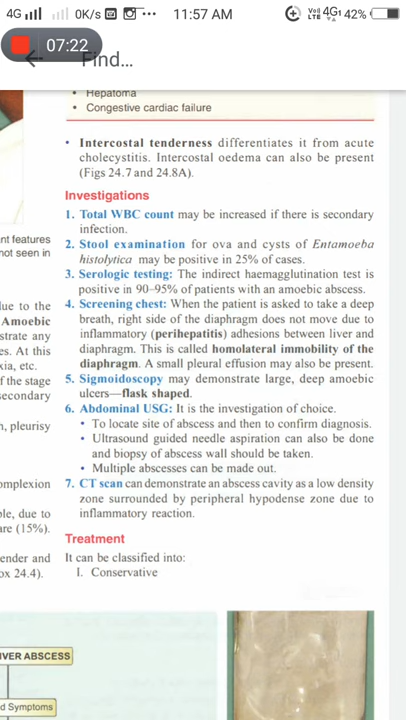 4G 0K/s ... 11:57 AM VoI LTE 4G 42%
07:22
Find...
Hepatoma
• Congestive cardiac failure
• Intercostal tenderness differentiates it from acute
cholecystitis. Intercostal oedema can also be present
(Figs 24.7 and 24.8A).
Investigations
1. Total WBC count may be increased if there is secondary
infection.
2. Stool examination for ova and cysts of Entamoeba
histolytica may be positive in 25% of cases.
3. Serologic testing: The indirect haemagglutination test is
positive in 90-95% of patients with an amoebic abscess.
4. Screening chest: When the patient is asked to take a deep
breath, right side of the diaphragm does not move due to
inflammatory (perihepatitis) adhesions between liver and
diaphragm. This is called homolateral immobility of the
diaphragm. A small pleural effusion may also be present.
5. Sigmoidoscopy may demonstrate large, deep amoebic
ulcers—flask shaped.
6. Abdominal USG: It is the investigation of choice.
• To locate site of abscess and then to confirm diagnosis.
• Ultrasound guided needle aspiration can also be done
and biopsy of abscess wall should be taken.
• Multiple abscesses can be made out.
7. CT scan can demonstrate an abscess cavity as a low density
zone surrounded by peripheral hypodense zone due to
inflammatory reaction.
Treatment
It can be classified into:
I. Conservative
nt features
not seen in
lue to the
Amoebic
strate any
es. At this
xia, etc.
f the stage
secondary
n, pleurisy
omplexion
ple, due to
are (15%).
ender and
ox 24.4).
IVER ABSCESS
d Symptoms